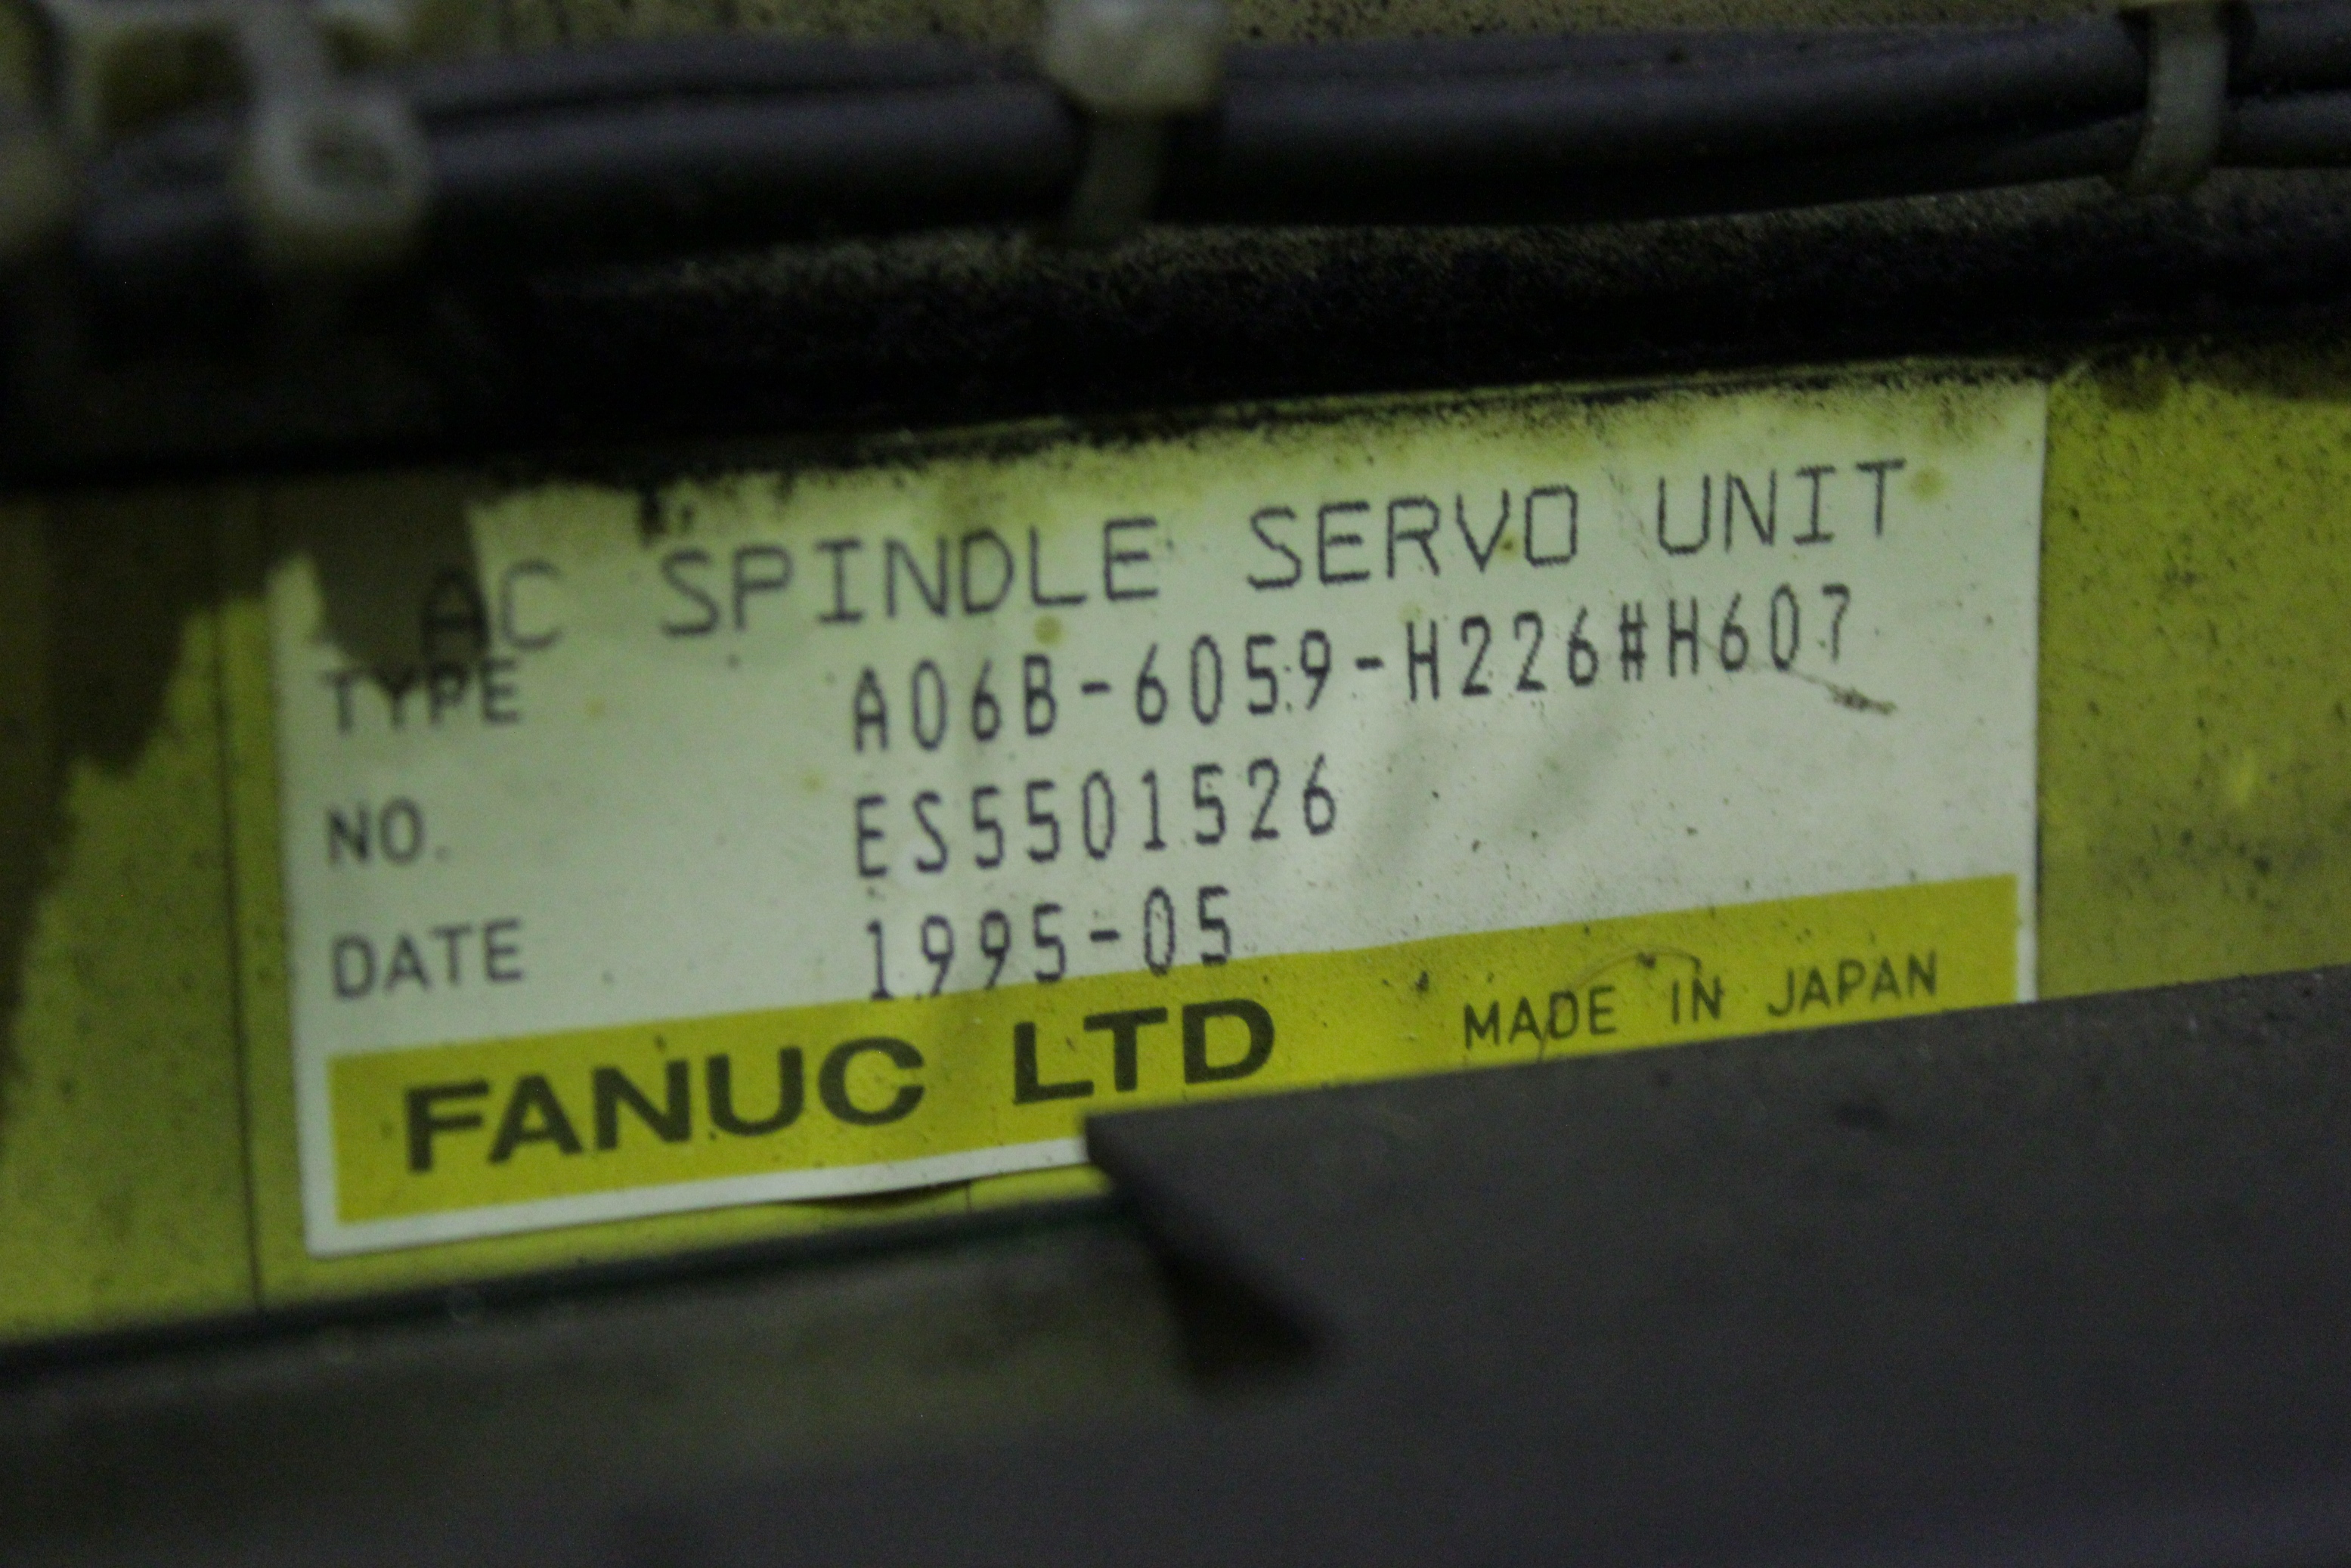 AC SPINDLE SERVO UNIT
TYPE A06B-6059-H226#H607
NO. ES5501526
DATE 1995-05
FANUC LTD MADE IN JAPAN